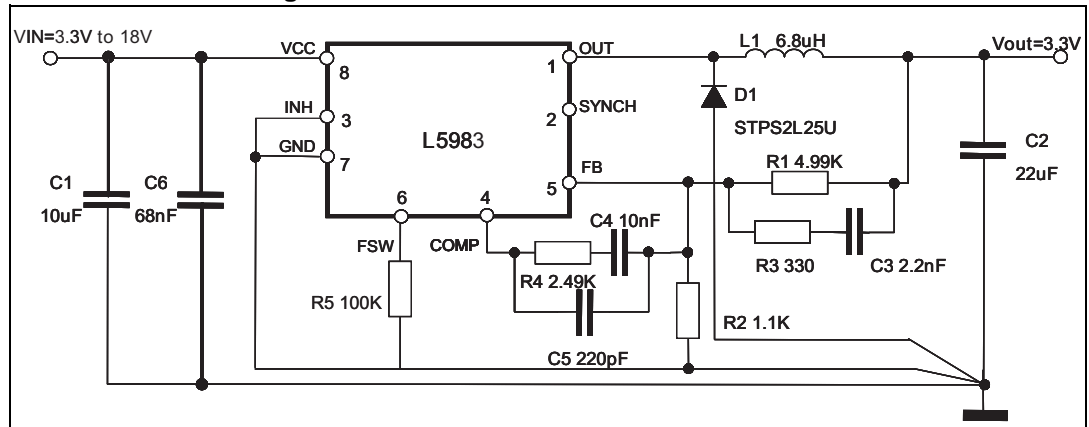 VIN=3.3V to 18V
VCC
8
OUT
1
L1 6.8uH
Vout=3.3V
INH
3
SYNCH
2
D1
STPS2L25U
L5983
GND
7
FB
5
R1 4.99K
C2
22uF
C1
10uF
C6
68nF
6
4
FSW
COMP
C4 10nF
R3 330
C3 2.2nF
R4 2.49K
R5 100K
R2 1.1K
C5 220pF